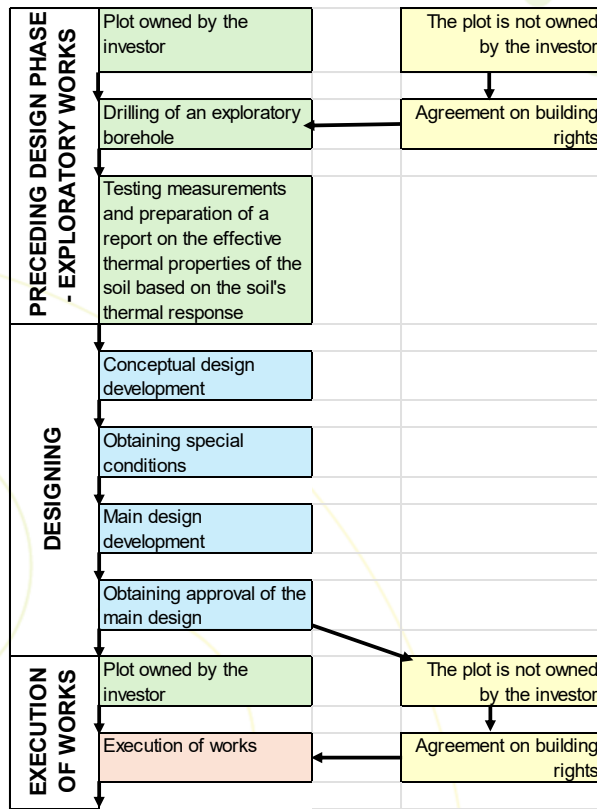 PRECEDING DESIGN PHASE
- EXPLORATORY WORKS
Plot owned by the
investor
The plot is not owned
by the investor
Drilling of an exploratory
borehole
Agreement on building
rights
Testing measurements
and preparation of a
report on the effective
thermal properties of the
soil based on the soil's
thermal response
DESIGNING
Conceptual design
development
Obtaining special
conditions
Main design
development
Obtaining approval of the
main design
EXECUTION
OF WORKS
Plot owned by the
investor
The plot is not owned
by the investor
Execution of works
Agreement on building
rights